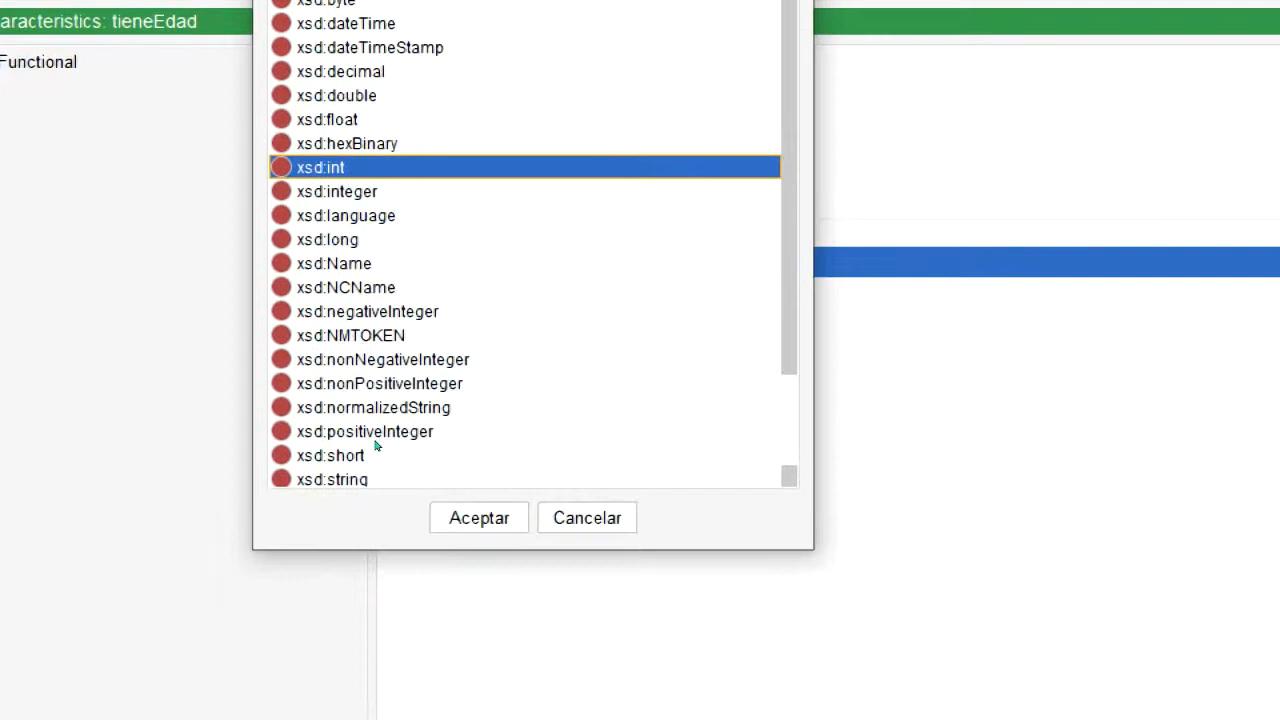 aracteristics: tieneEdad
Functional
xsd:byte
xsd:dateTime
xsd:dateTimeStamp
xsd:decimal
xsd:double
xsd:float
xsd:hexBinary
xsd:int
xsd:integer
xsd:language
xsd:long
xsd:Name
xsd:NCName
xsd:negativeInteger
xsd:NMTOKEN
xsd:nonNegativeInteger
xsd:nonPositiveInteger
xsd:normalizedString
xsd:positiveInteger
xsd:short
xsd:string
Aceptar Cancelar